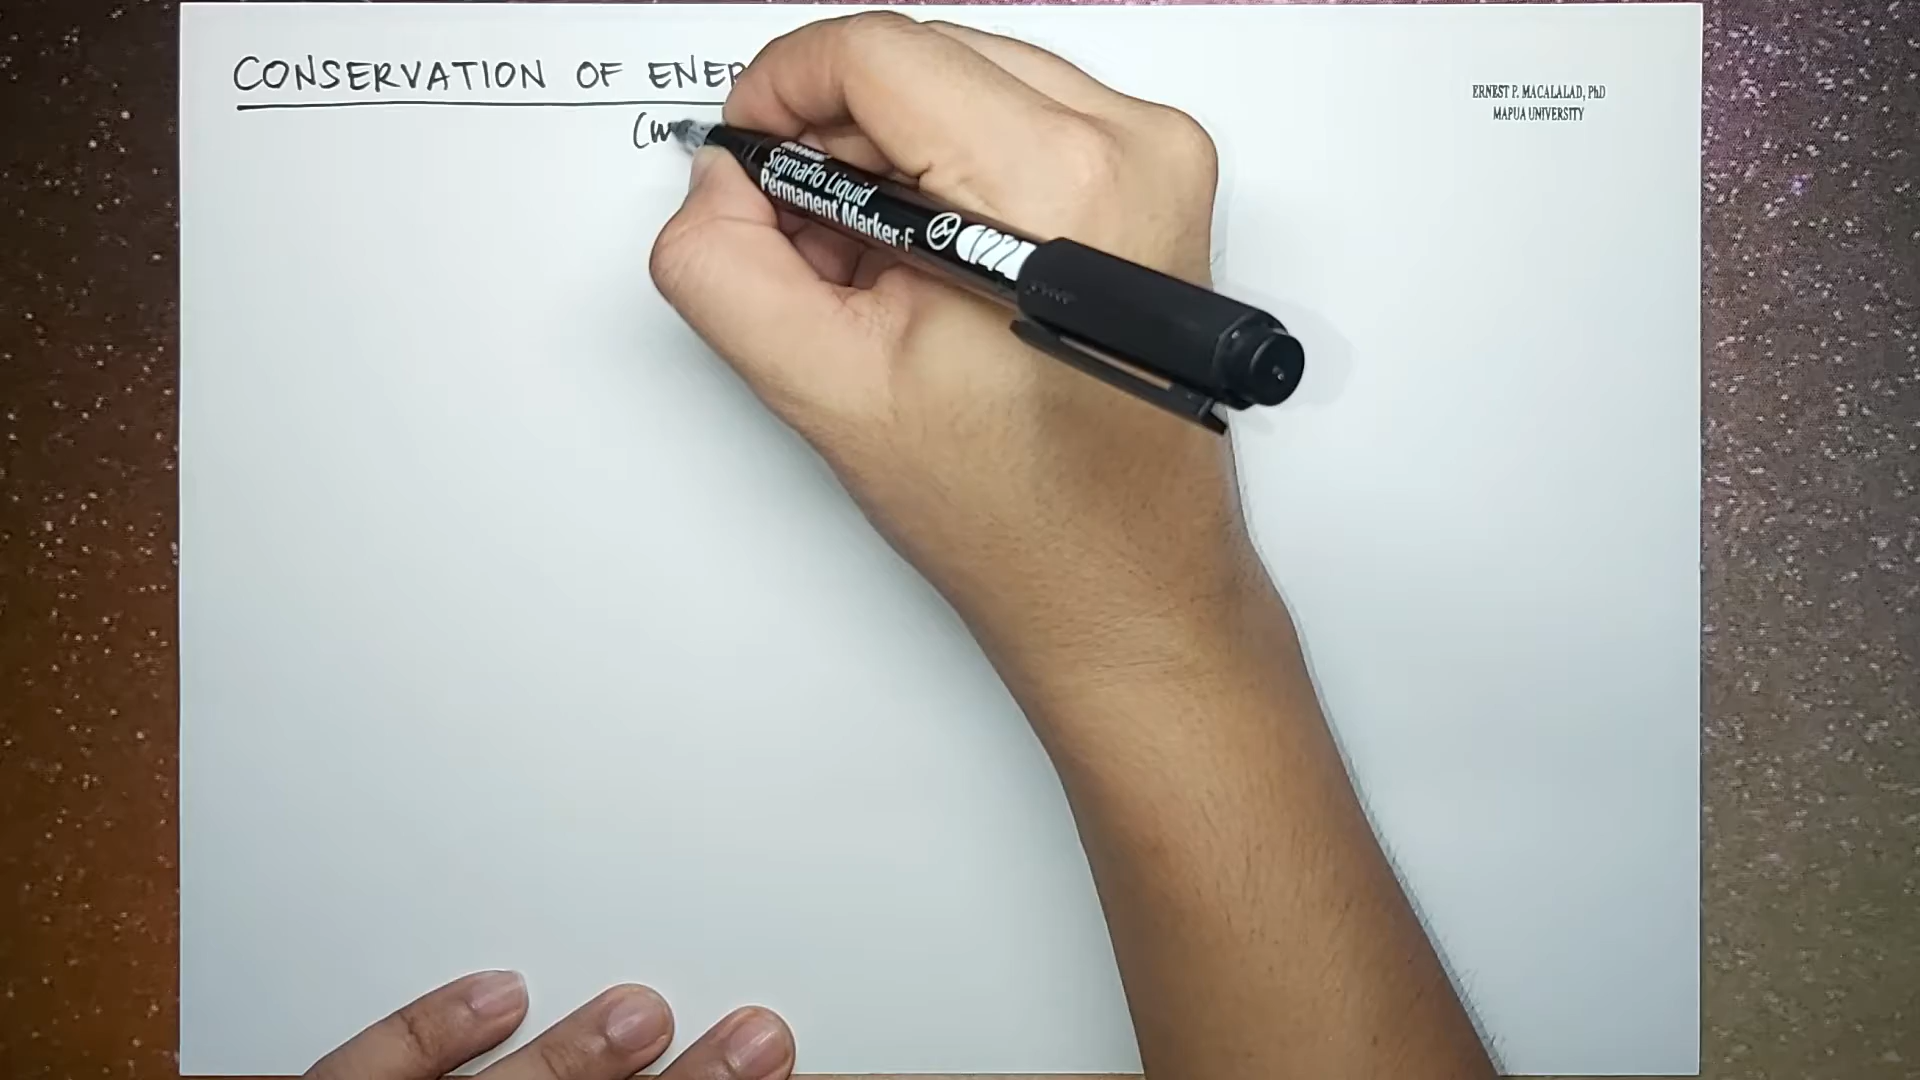 CONSERVATION OF ENER
ERNEST P. MACALALAD, PhD
MAPUA UNIVERSITY
(w
SigmaFlo Liquid
Permanent Marker·F